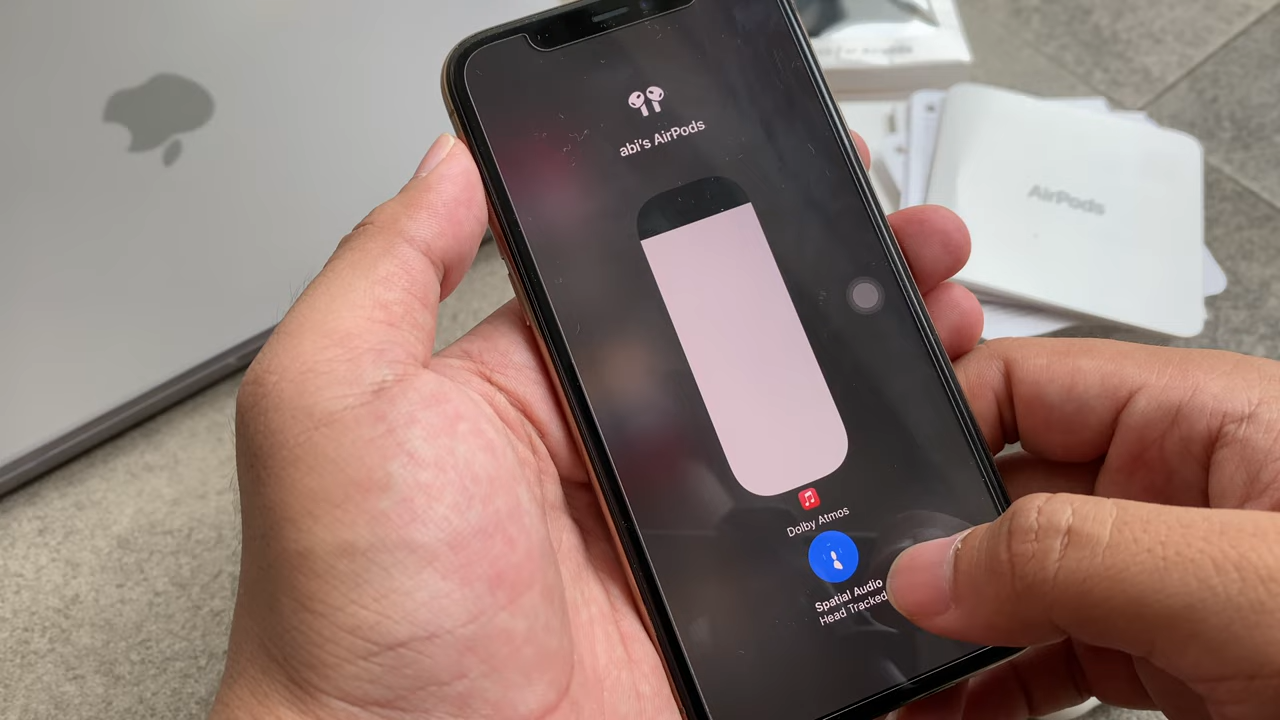 abi's AirPods
Dolby Atmos
Spatial Audio
Head Tracked
AirPods